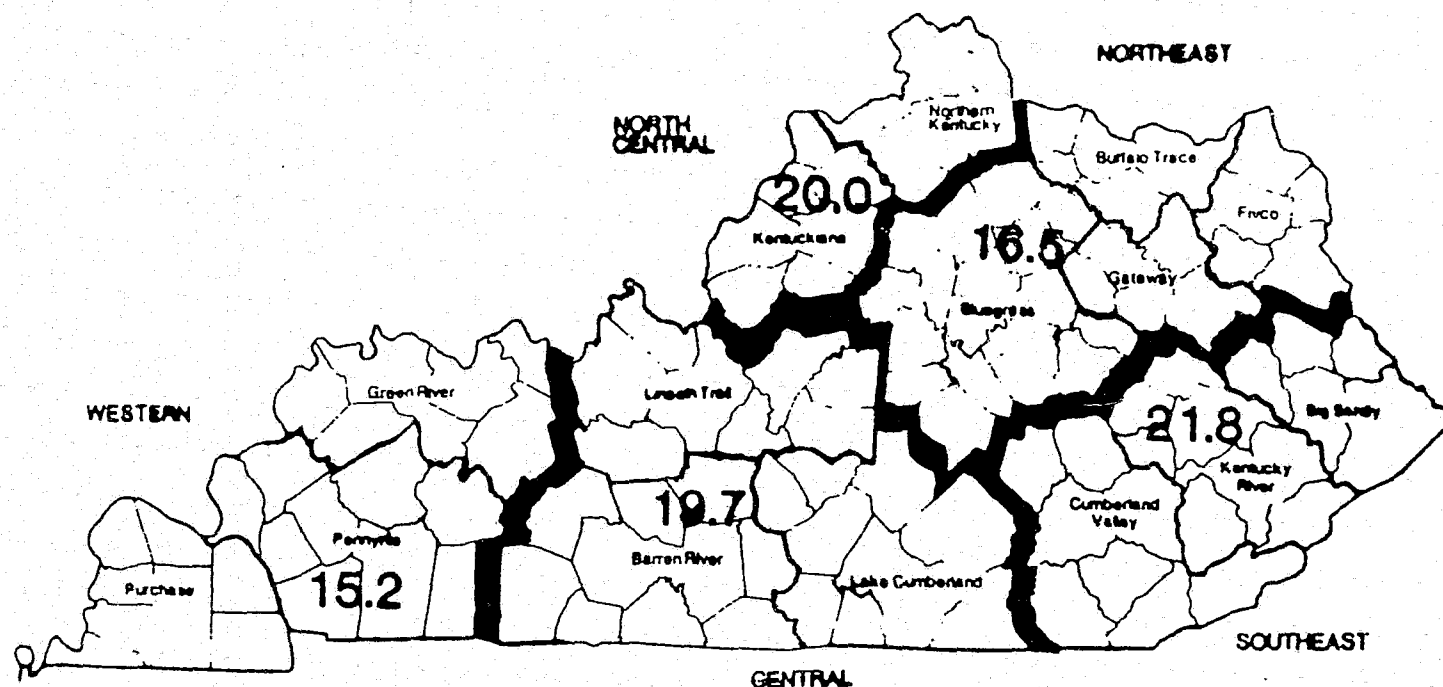 NORTHEAST
Northern
Kentucky
NORTH
CENTRAL
Buffalo Trace
20.0
Fivco
Kentuckiana
16.5
Gateway
Bluegrass
Green River
Lincoln Trail
WESTERN
Big Sandy
21.8
Kentucky
River
19.7
Cumberland
Valley
Pennyrile
Barren River
Lake Cumberland
Purchase
15.2
SOUTHEAST
CENTRAL